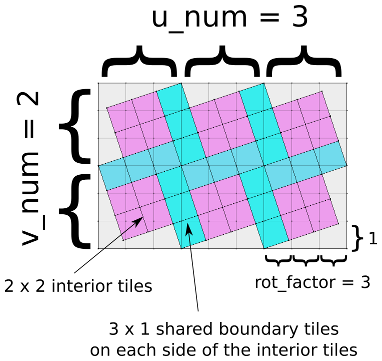 u_num = 3
v_num = 2
1
rot_factor = 3
2 x 2 interior tiles
3 x 1 shared boundary tiles
on each side of the interior tiles